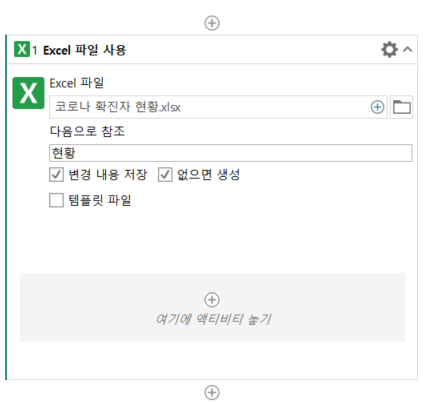 X 1 Excel 파일 사용
X Excel 파일
코로나 확진자 현황.xlsx
다음으로 참조
현황
변경 내용 저장 없으면 생성
템플릿 파일
여기에 액티비티 놓기